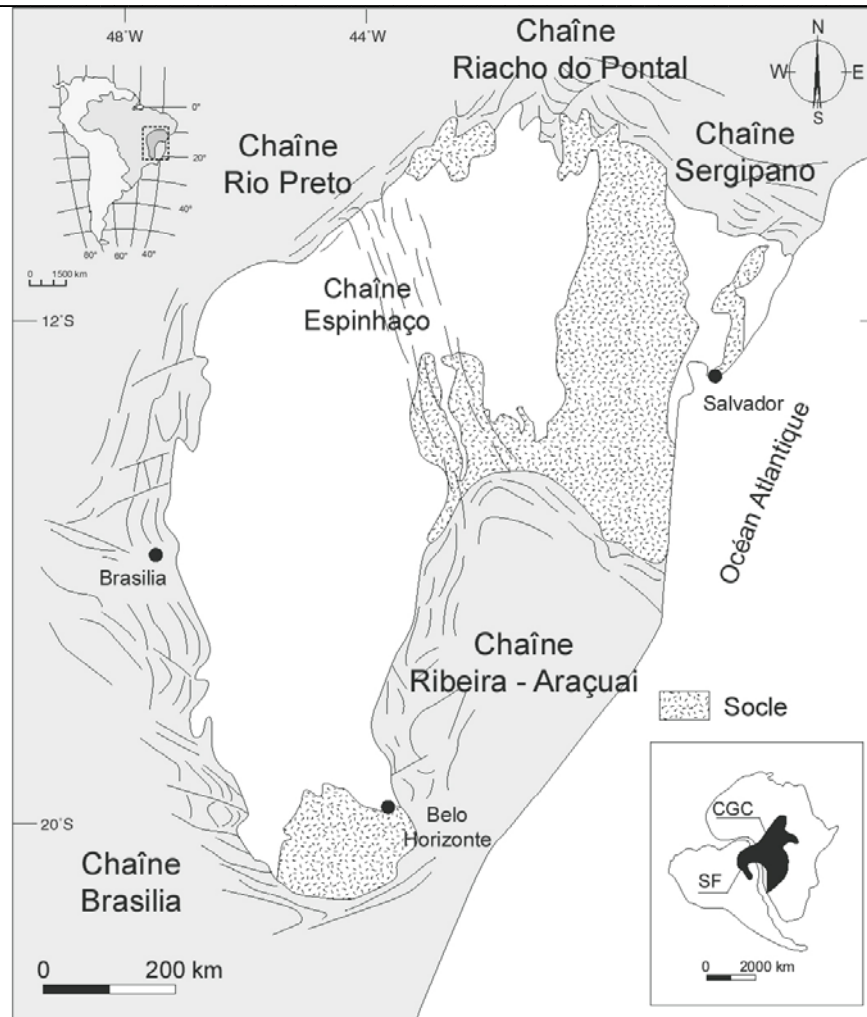 48°W
44°W
Chaîne
Riacho do Pontal
N
W
E
S
0°
20°
40°
80°
60°
40°
0 1500 km
Chaîne
Rio Preto
Chaîne
Sergipano
Chaîne
Espinhaço
12°S
Salvador
Océan Atlantique
Brasilia
Chaîne
Ribeira - Araçuai
Socle
20°S
Belo
Horizonte
Chaîne
Brasilia
0 200 km
CGC
SF
0 2000 km